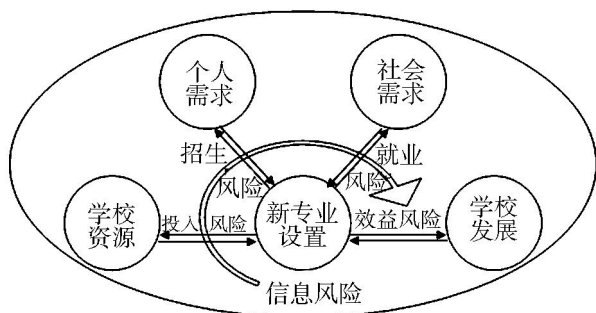 个人
需求
社会
需求
招生
风险
就业
风险
学校
资源
投入 风险
新专业
设置
效益风险
学校
发展
信息风险